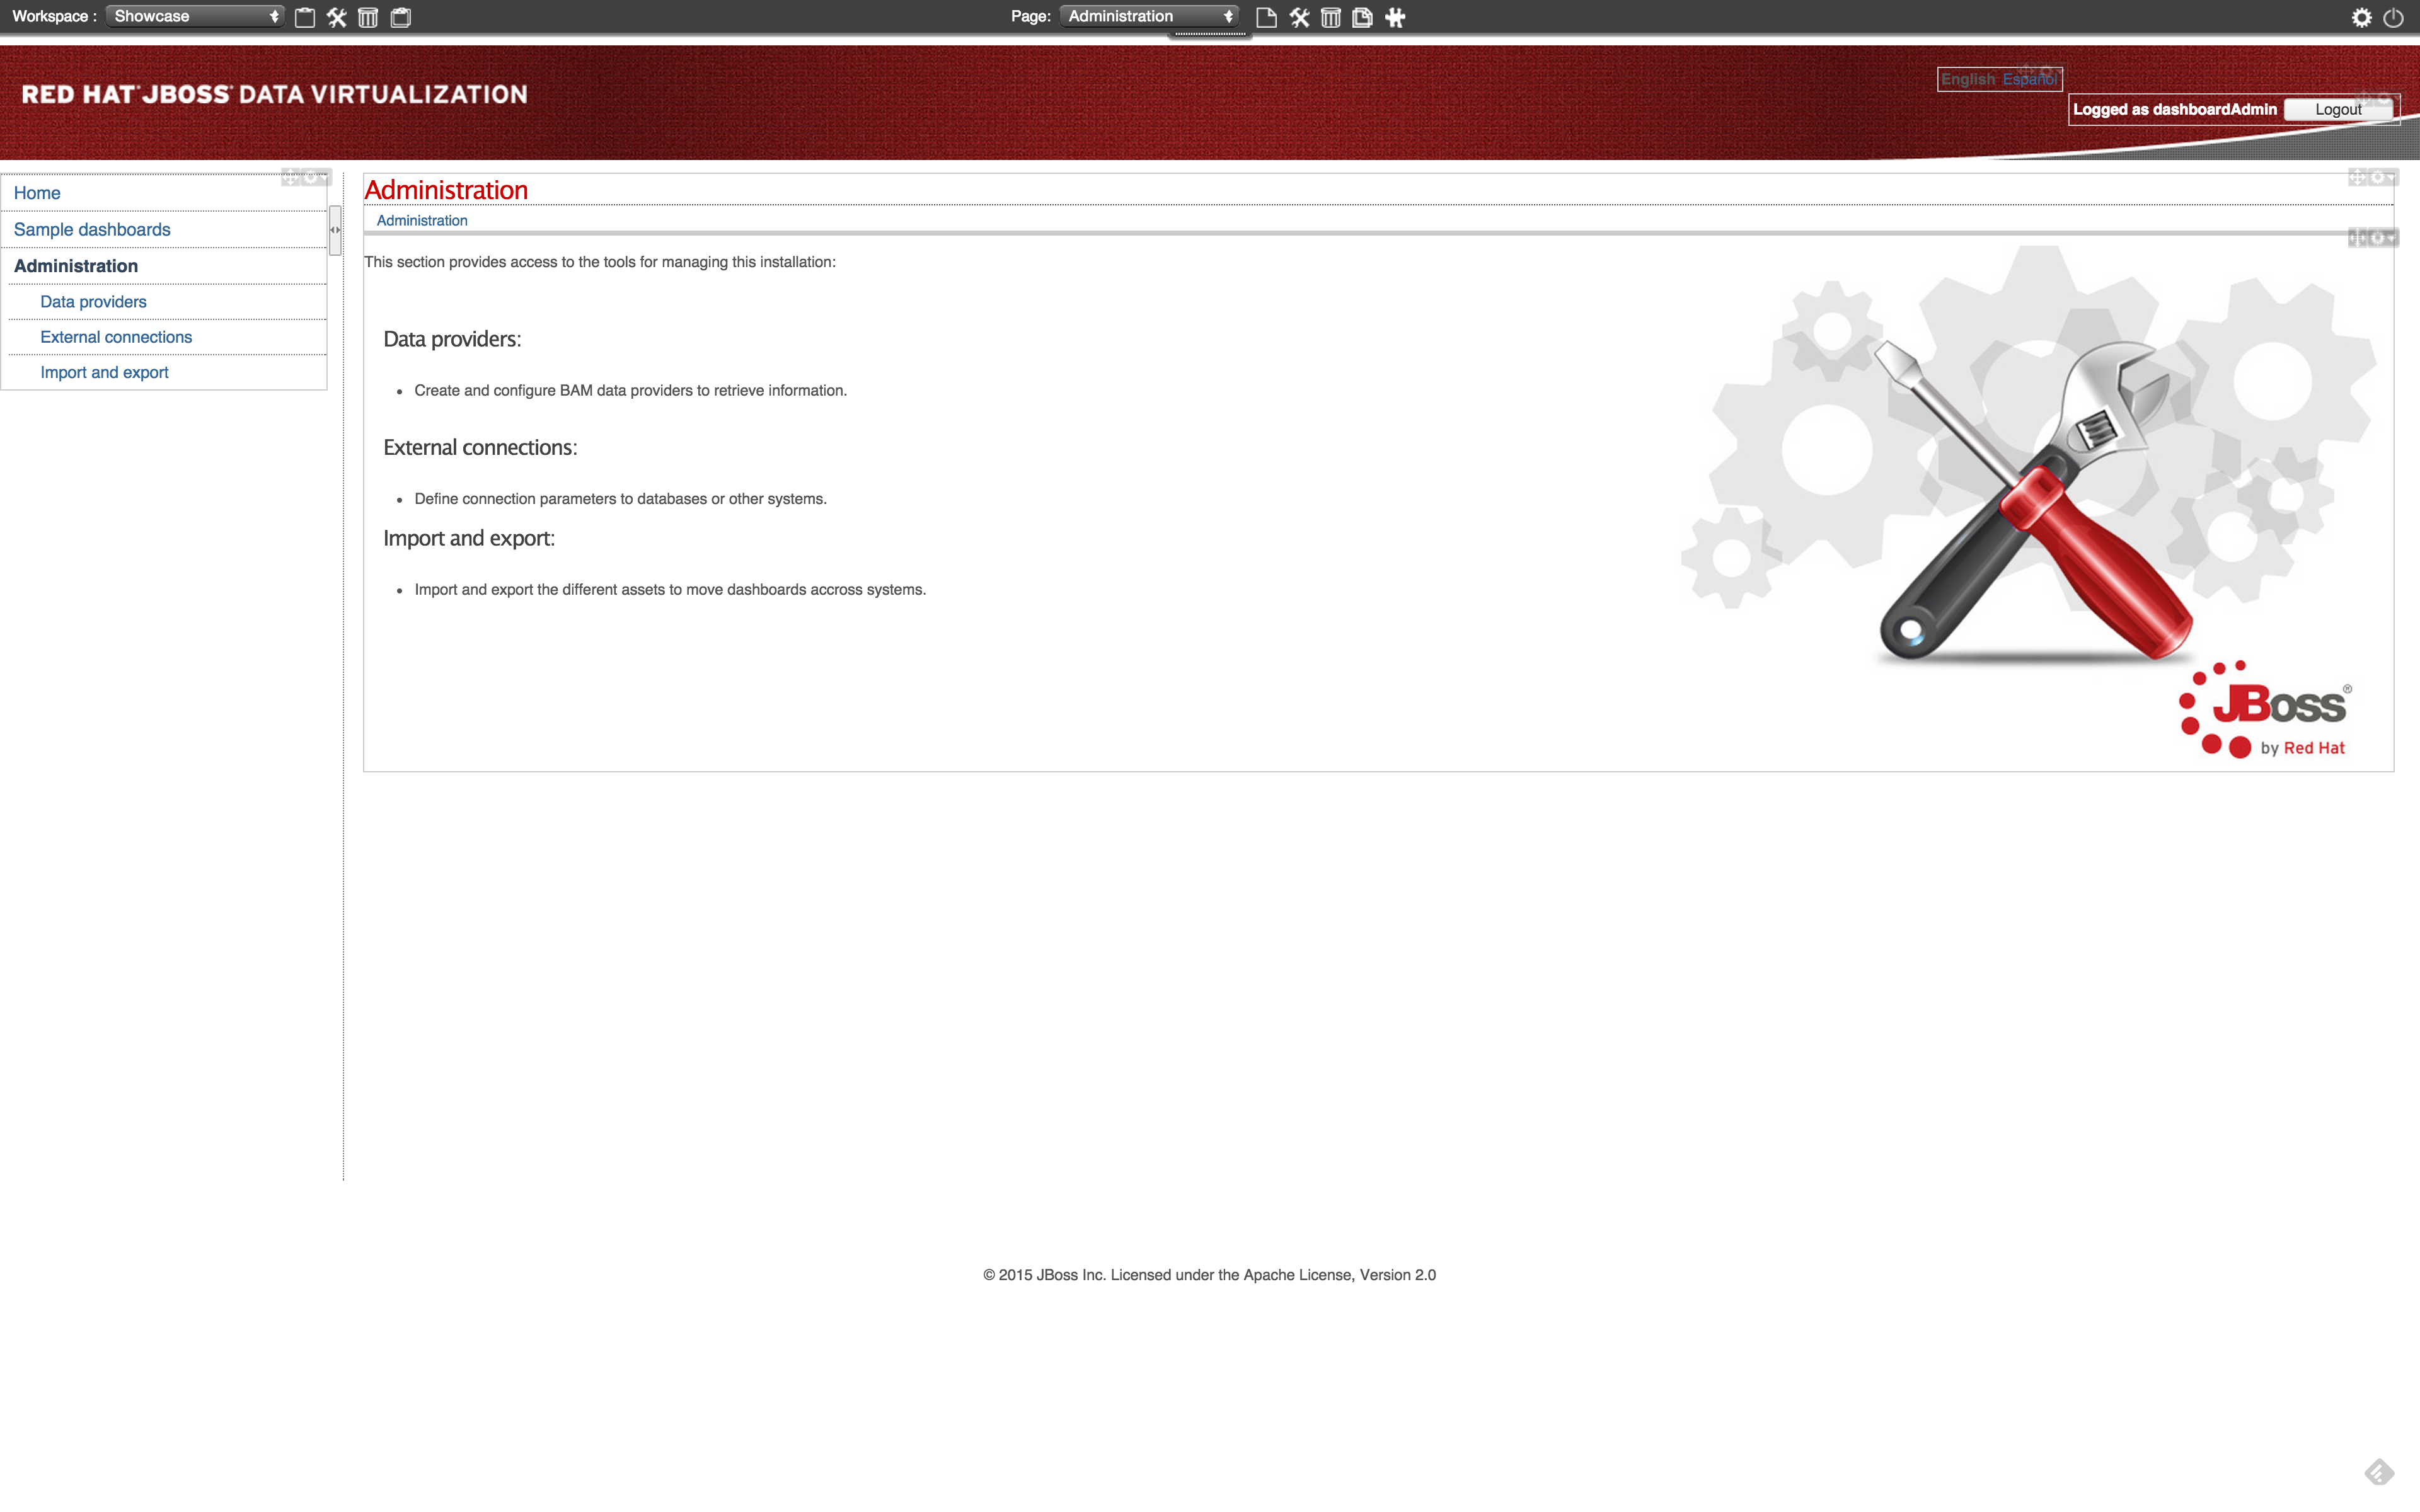 Workspace : Showcase
Page: Administration
RED HAT® JBOSS® DATA VIRTUALIZATION
English Español
Logged as dashboardAdmin Logout
Home
Sample dashboards
Administration
Data providers
External connections
Import and export
Administration
Administration
This section provides access to the tools for managing this installation:
Data providers:
• Create and configure BAM data providers to retrieve information.
External connections:
• Define connection parameters to databases or other systems.
Import and export:
• Import and export the different assets to move dashboards accross systems.
JBoss®
by Red Hat
© 2015 JBoss Inc. Licensed under the Apache License, Version 2.0